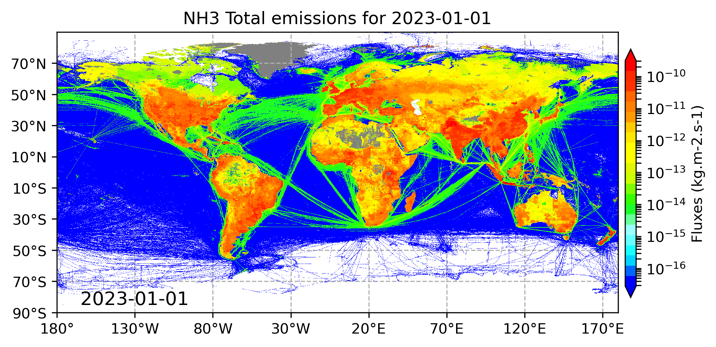 NH3 Total emissions for 2023-01-01
70°N
50°N
30°N
10°N
10°S
30°S
50°S
70°S
90°S
180°
130°W
80°W
30°W
20°E
70°E
120°E
170°E
2023-01-01
10⁻¹⁰
10⁻¹¹
10⁻¹²
10⁻¹³
10⁻¹⁴
10⁻¹⁵
10⁻¹⁶
Fluxes (kg.m-2.s-1)